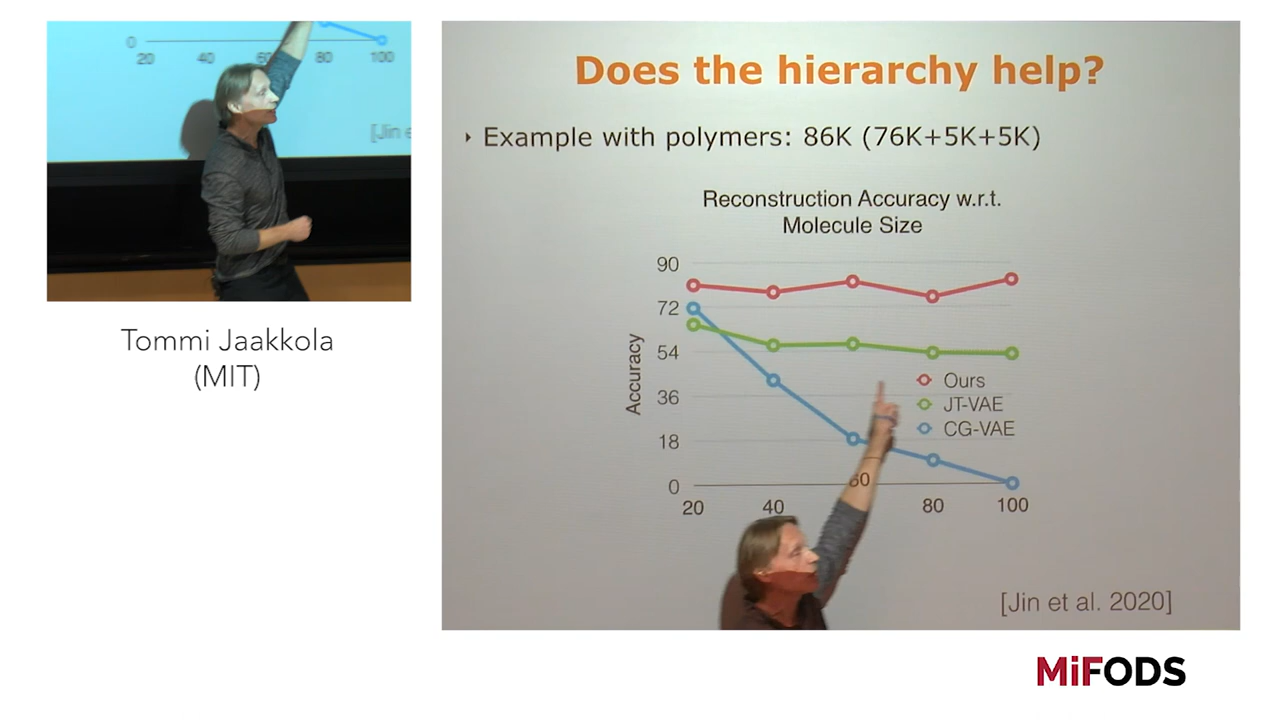 0
20 40 60 80 100
[Jin e
Tommi Jaakkola
(MIT)
Does the hierarchy help?
Example with polymers: 86K (76K+5K+5K)
Reconstruction Accuracy w.r.t.
Molecule Size
Accuracy
90
72
54
36
18
0
20 40 60 80 100
Ours
JT-VAE
CG-VAE
[Jin et al. 2020]
MiFODS